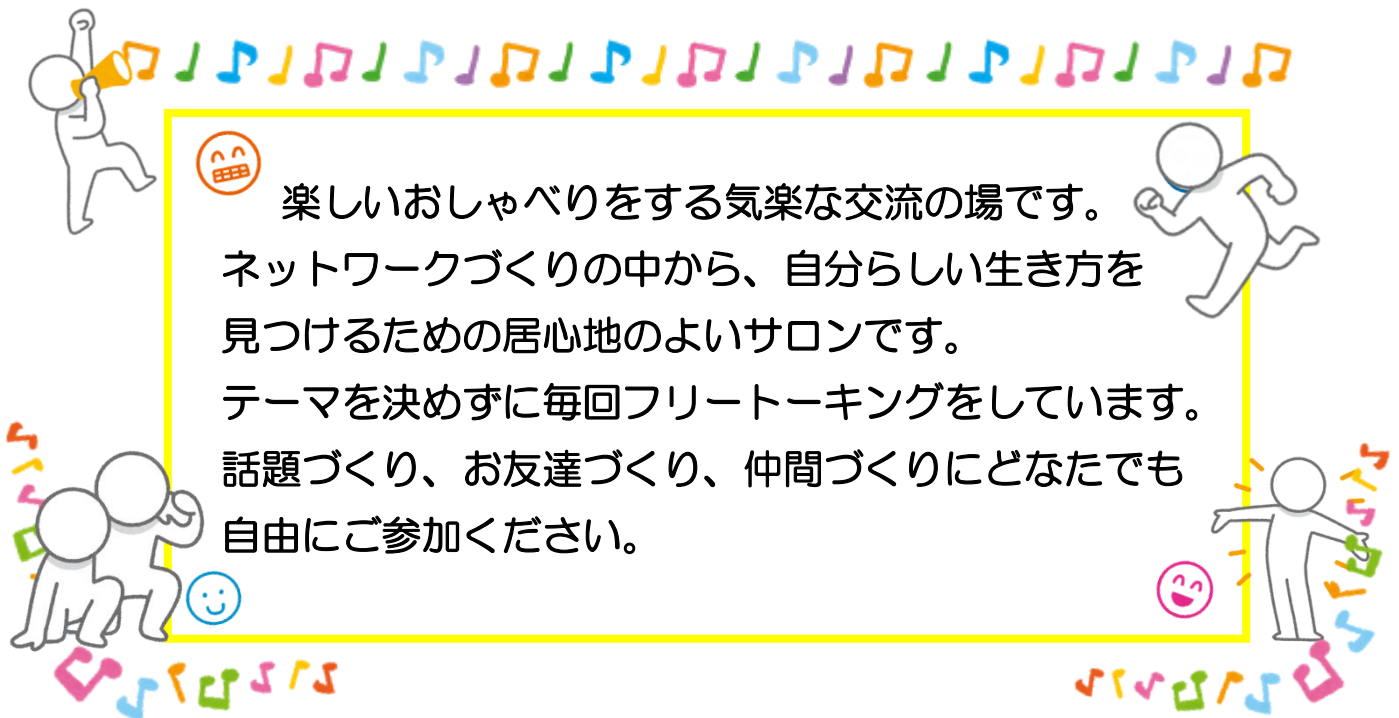 楽しいおしゃべりをする気楽な交流の場です。
ネットワークづくりの中から、自分らしい生き方を
見つけるための居心地のよいサロンです。
テーマを決めずに毎回フリートーキングをしています。
話題づくり、お友達づくり、仲間づくりにどなたでも
自由にご参加ください。